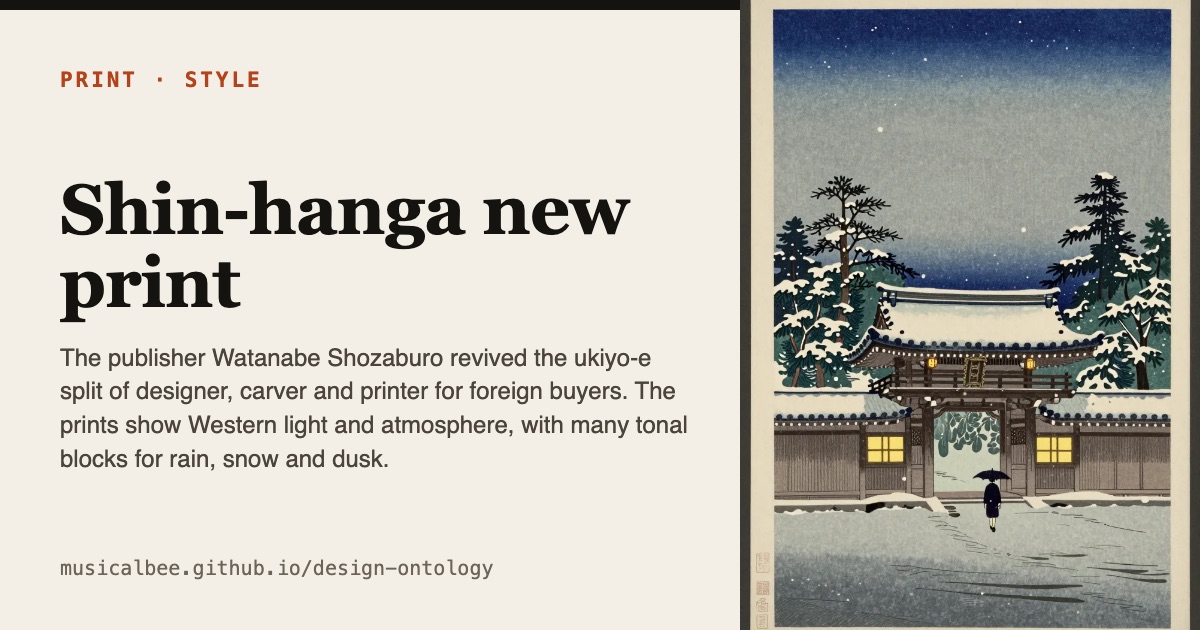 PRINT · STYLE
Shin-hanga new
print
The publisher Watanabe Shozaburo revived the ukiyo-e
split of designer, carver and printer for foreign buyers. The
prints show Western light and atmosphere, with many tonal
blocks for rain, snow and dusk.
musicalbee.github.io/design-ontology